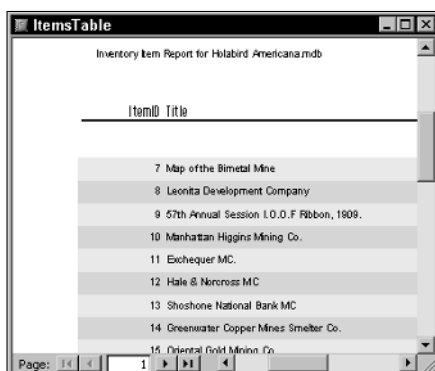 ItemsTable
Inventory Item Report for Holabird Americana.mdb
ItemID Title
7 Map of the Bimetal Mine
8 Leonita Development Company
9 57th Annual Session I.O.O.F Ribbon, 1909.
10 Manhattan Higgins Mining Co.
11 Exchequer MC.
12 Hale & Norcross MC
13 Shoshone National Bank MC
14 Greenwater Copper Mines Smelter Co.
15 Oriental Gold Mining Co
Page: 1